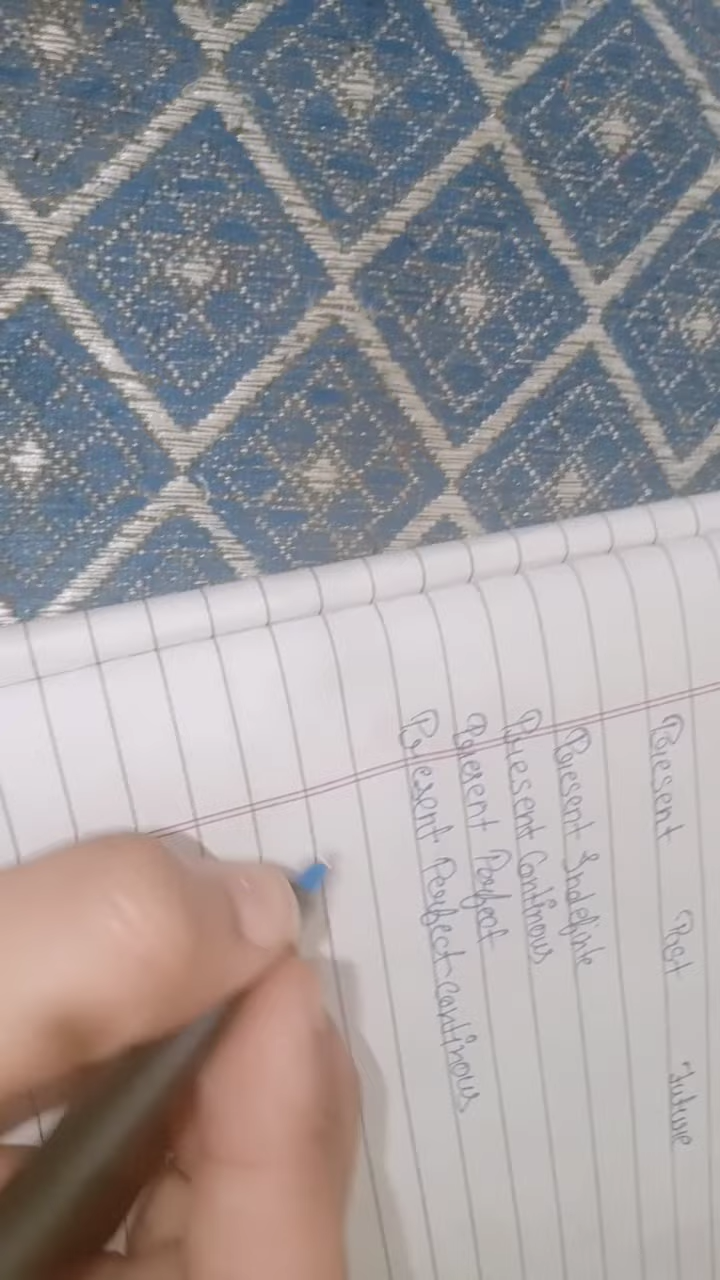 Present Past Future
Present Indefinite
Present Continous
Present Perfect
Present Perfect continous